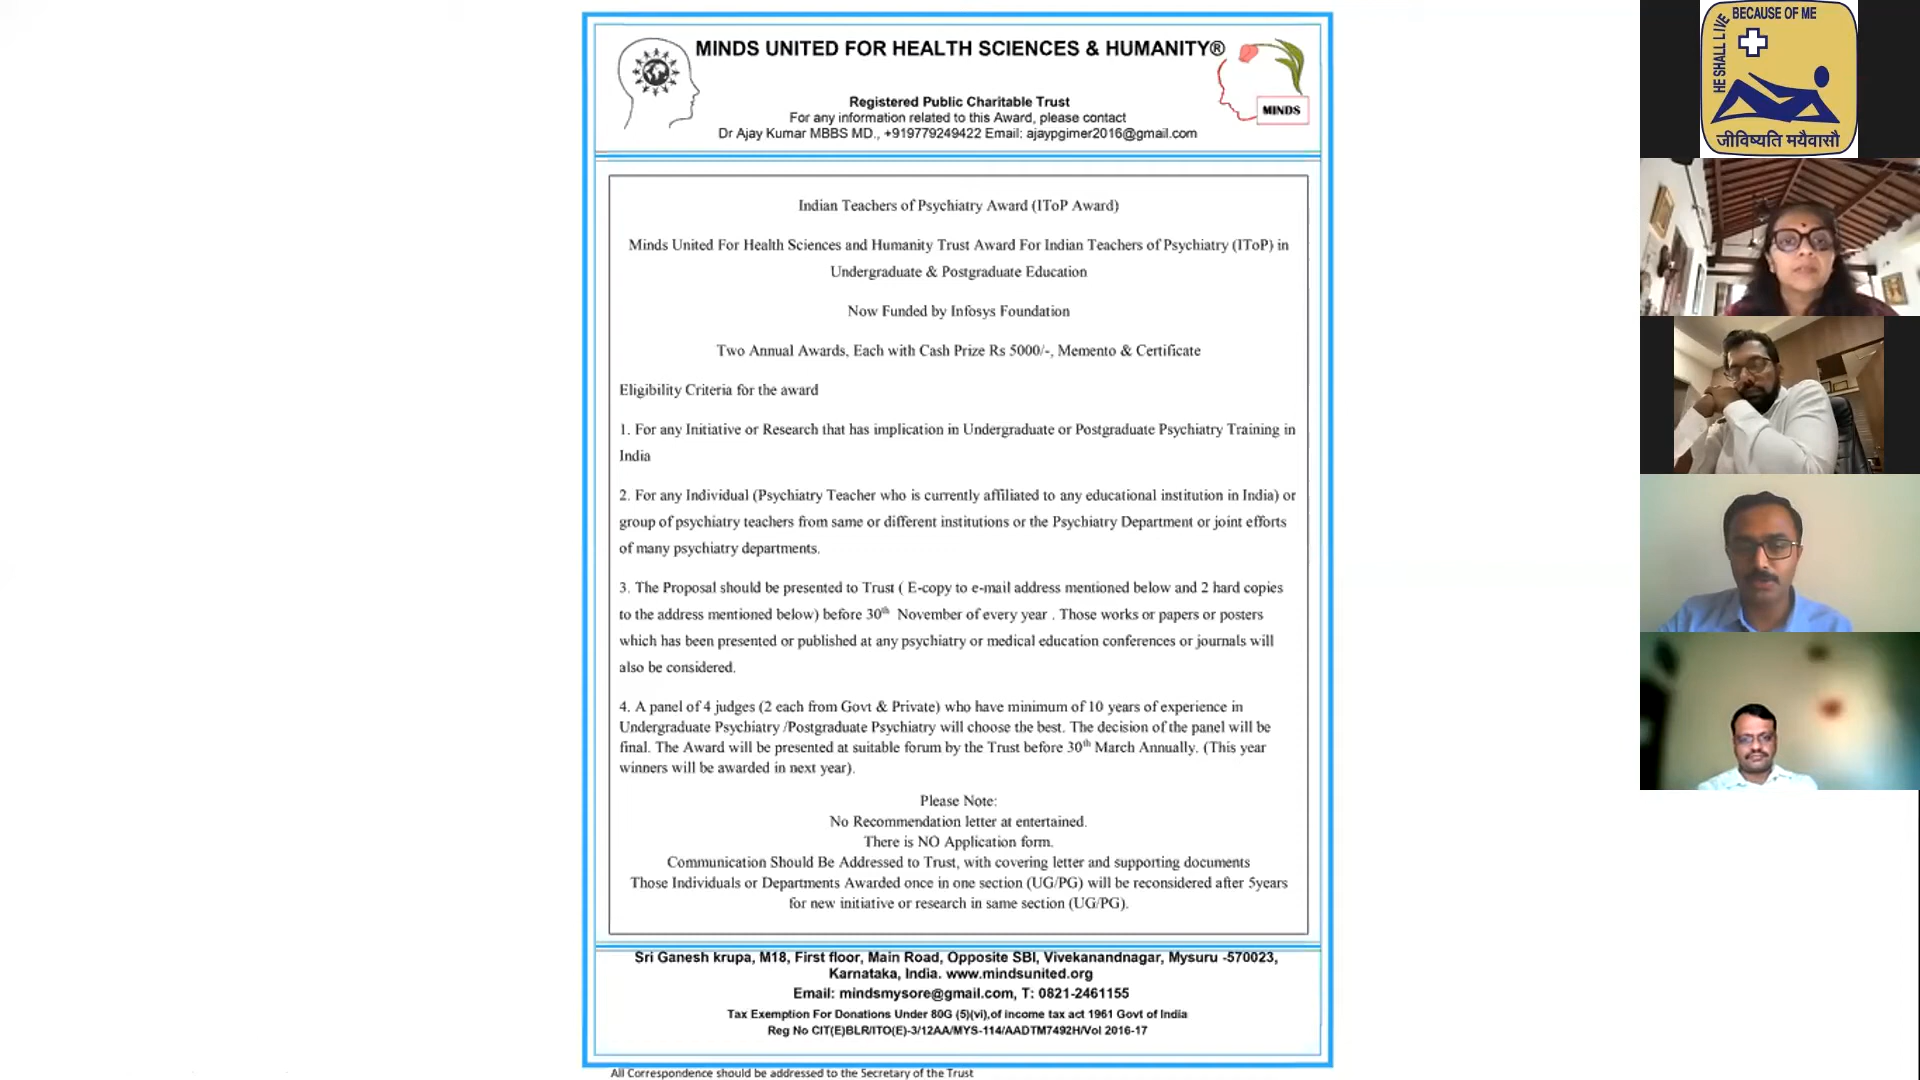 MINDS UNITED FOR HEALTH SCIENCES & HUMANITY®
MINDS
Registered Public Charitable Trust
For any information related to this Award, please contact
Dr Ajay Kumar MBBS MD., +919779249422 Email: ajaypgimer2016@gmail.com
Indian Teachers of Psychiatry Award (IToP Award)
Minds United For Health Sciences and Humanity Trust Award For Indian Teachers of Psychiatry (IToP) in
Undergraduate & Postgraduate Education
Now Funded by Infosys Foundation
Two Annual Awards, Each with Cash Prize Rs 5000/-, Memento & Certificate
Eligibility Criteria for the award
1. For any Initiative or Research that has implication in Undergraduate or Postgraduate Psychiatry Training in
India
2. For any Individual (Psychiatry Teacher who is currently affiliated to any educational institution in India) or
group of psychiatry teachers from same or different institutions or the Psychiatry Department or joint efforts
of many psychiatry departments.
3. The Proposal should be presented to Trust ( E-copy to e-mail address mentioned below and 2 hard copies
to the address mentioned below) before 30th November of every year . Those works or papers or posters
which has been presented or published at any psychiatry or medical education conferences or journals will
also be considered.
4. A panel of 4 judges (2 each from Govt & Private) who have minimum of 10 years of experience in
Undergraduate Psychiatry /Postgraduate Psychiatry will choose the best. The decision of the panel will be
final. The Award will be presented at suitable forum by the Trust before 30th March Annually. (This year
winners will be awarded in next year).
Please Note:
No Recommendation letter at entertained.
There is NO Application form.
Communication Should Be Addressed to Trust, with covering letter and supporting documents
Those Individuals or Departments Awarded once in one section (UG/PG) will be reconsidered after 5years
for new initiative or research in same section (UG/PG).
Sri Ganesh krupa, M18, First floor, Main Road, Opposite SBI, Vivekanandnagar, Mysuru -570023,
Karnataka, India. www.mindsunited.org
Email: mindsmysore@gmail.com, T: 0821-2461155
Tax Exemption For Donations Under 80G (5)(vi),of income tax act 1961 Govt of India
Reg No CIT(E)BLR/ITO(E)-3/12AA/MYS-114/AADTM7492H/Vol 2016-17
All Correspondence should be addressed to the Secretary of the Trust
HE SHALL LIVE
BECAUSE OF ME
जीविष्यति मयैवासौ